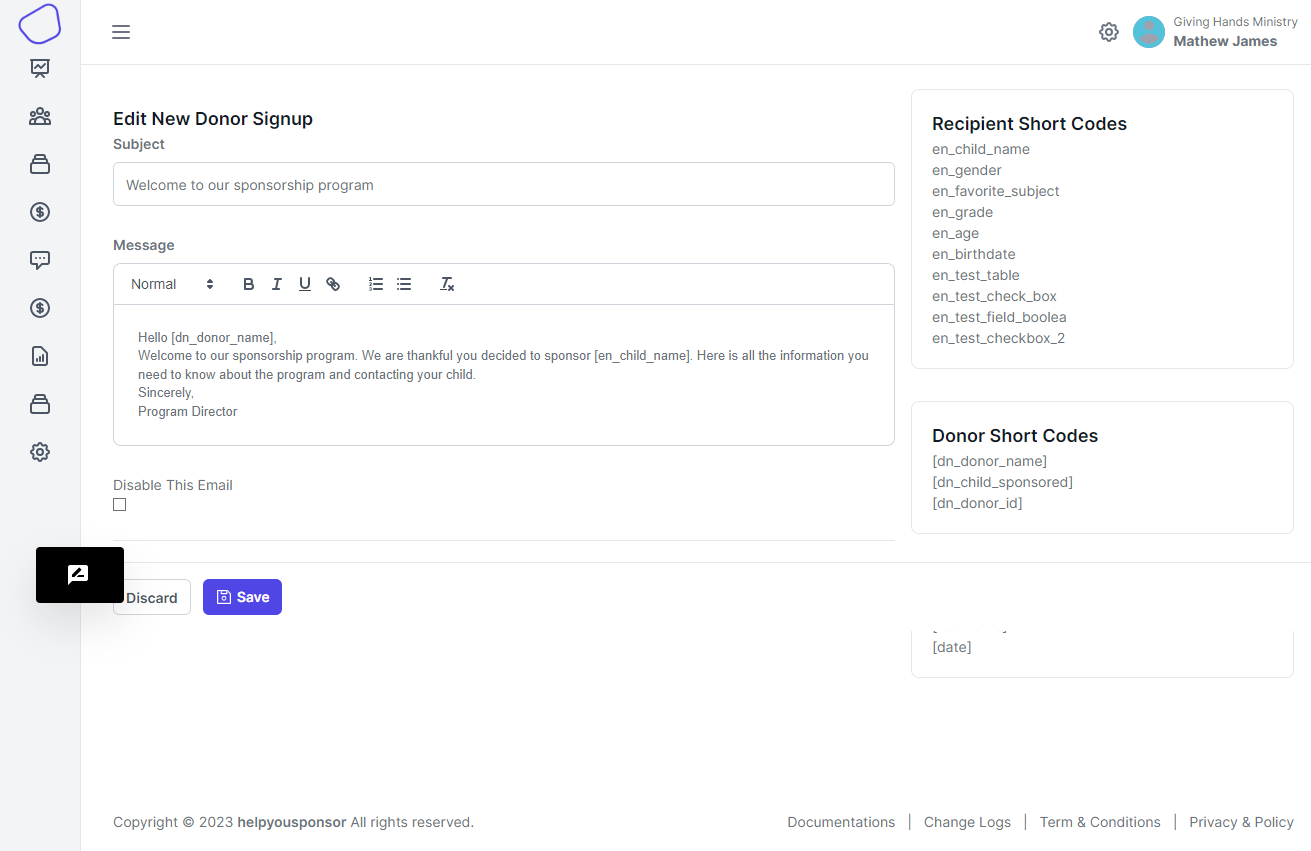 Giving Hands Ministry
Mathew James
Edit New Donor Signup
Subject
Welcome to our sponsorship program
Message
Normal
B I U
Hello [dn_donor_name],
Welcome to our sponsorship program. We are thankful you decided to sponsor [en_child_name]. Here is all the information you
need to know about the program and contacting your child.
Sincerely,
Program Director
Disable This Email
Discard
Save
Recipient Short Codes
en_child_name
en_gender
en_favorite_subject
en_grade
en_age
en_birthdate
en_test_table
en_test_check_box
en_test_field_boolea
en_test_checkbox_2
Donor Short Codes
[dn_donor_name]
[dn_child_sponsored]
[dn_donor_id]
[date]
Copyright © 2023 helpyousponsor All rights reserved.
Documentations | Change Logs | Term & Conditions | Privacy & Policy